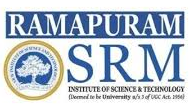 RAMAPURAM
SRM
INSTITUTE OF SCIENCE & TECHNOLOGY
(Deemed to be University u/s 3 of UGC Act, 1956)